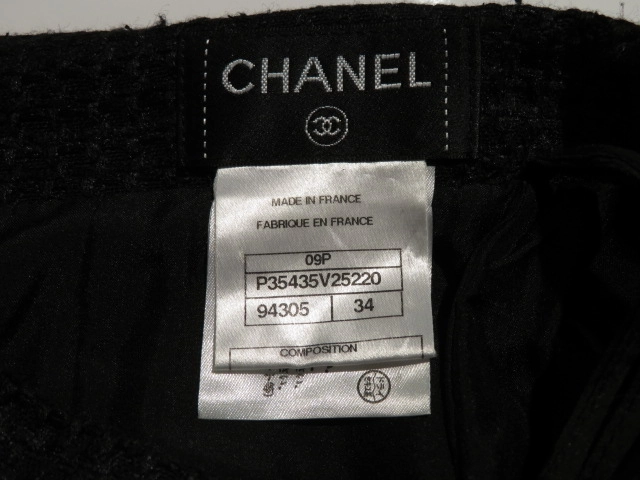 CHANEL
MADE IN FRANCE
FABRIQUE EN FRANCE
09P
P35435V25220
94305 34
COMPOSITION